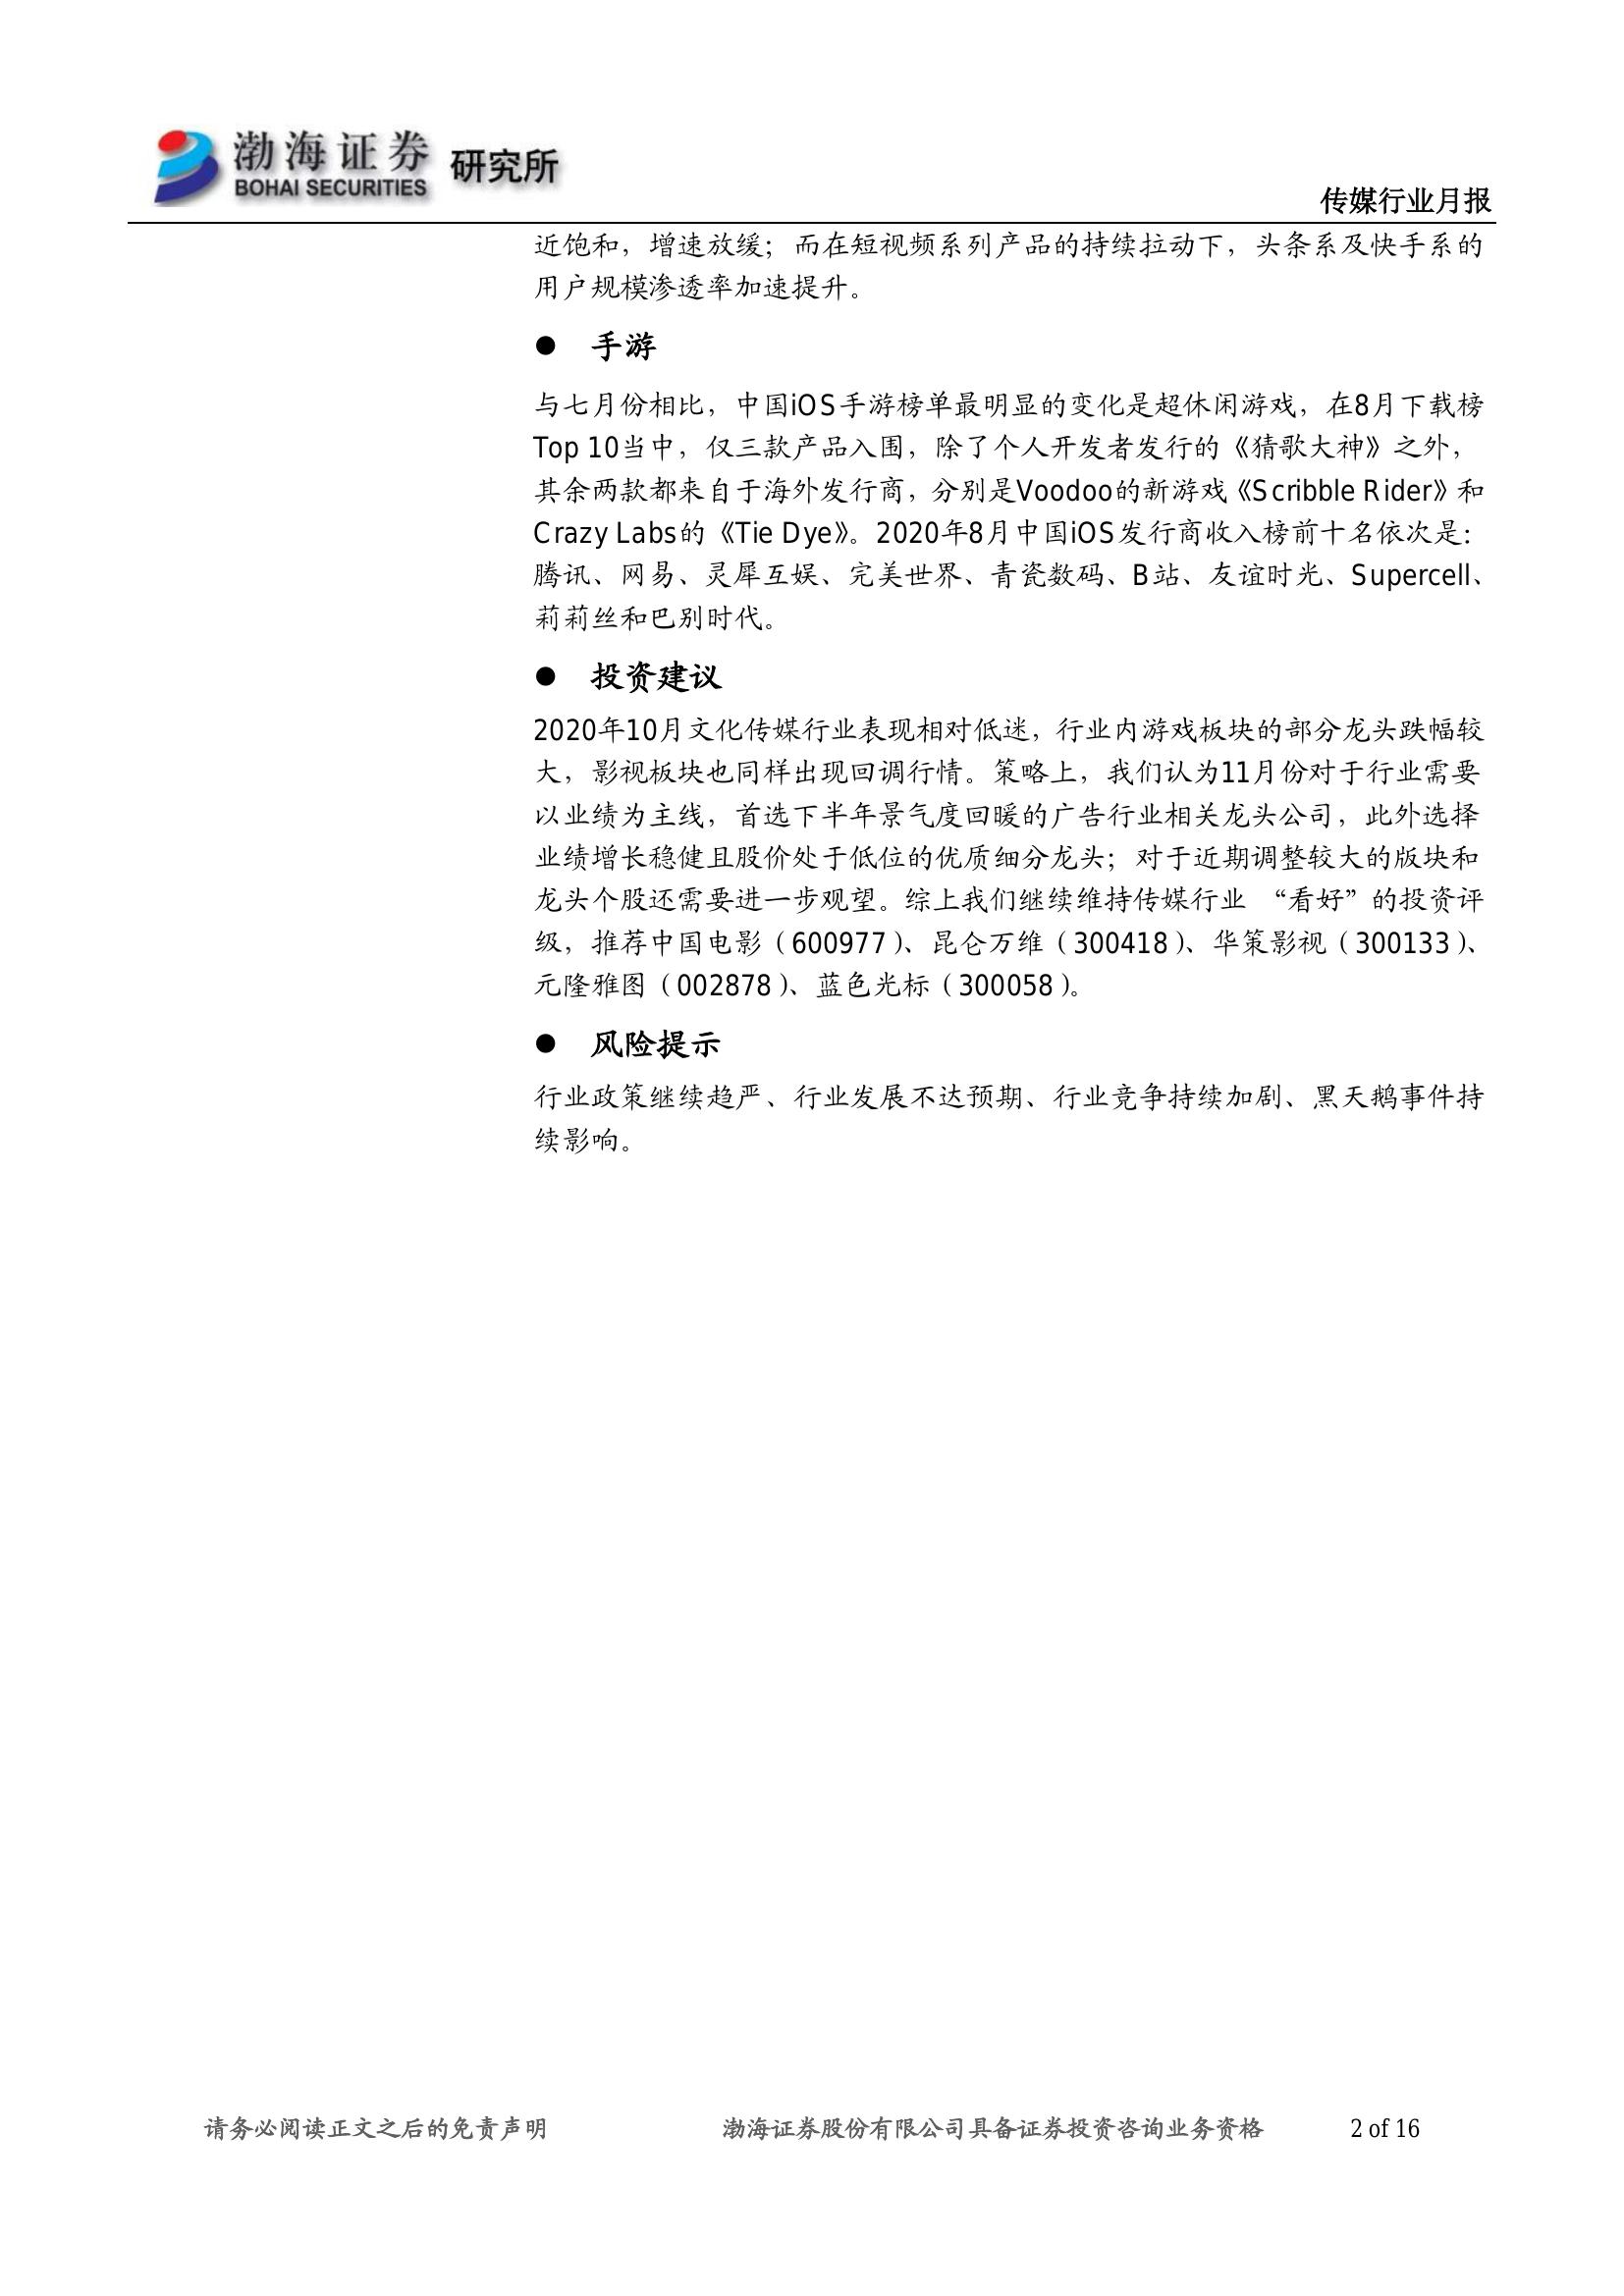 渤海证券 研究所
BOHAI SECURITIES
传媒行业月报
近饱和，增速放缓；而在短视频系列产品的持续拉动下，头条系及快手系的
用户规模渗透率加速提升。
● 手游
与七月份相比，中国iOS手游榜单最明显的变化是超休闲游戏，在8月下载榜
Top 10当中，仅三款产品入围，除了个人开发者发行的《猜歌大神》之外，
其余两款都来自于海外发行商，分别是Voodoo的新游戏《Scribble Rider》和
Crazy Labs的《Tie Dye》。2020年8月中国iOS发行商收入榜前十名依次是：
腾讯、网易、灵犀互娱、完美世界、青瓷数码、B站、友谊时光、Supercell、
莉莉丝和巴别时代。
● 投资建议
2020年10月文化传媒行业表现相对低迷，行业内游戏板块的部分龙头跌幅较
大，影视板块也同样出现回调行情。策略上，我们认为11月份对于行业需要
以业绩为主线，首选下半年景气度回暖的广告行业相关龙头公司，此外选择
业绩增长稳健且股价处于低位的优质细分龙头；对于近期调整较大的版块和
龙头个股还需要进一步观望。综上我们继续维持传媒行业 “看好”的投资评
级，推荐中国电影（600977）、昆仑万维（300418）、华策影视（300133）、
元隆雅图（002878）、蓝色光标（300058）。
● 风险提示
行业政策继续趋严、行业发展不达预期、行业竞争持续加剧、黑天鹅事件持
续影响。
请务必阅读正文之后的免责声明 渤海证券股份有限公司具备证券投资咨询业务资格 2 of 16